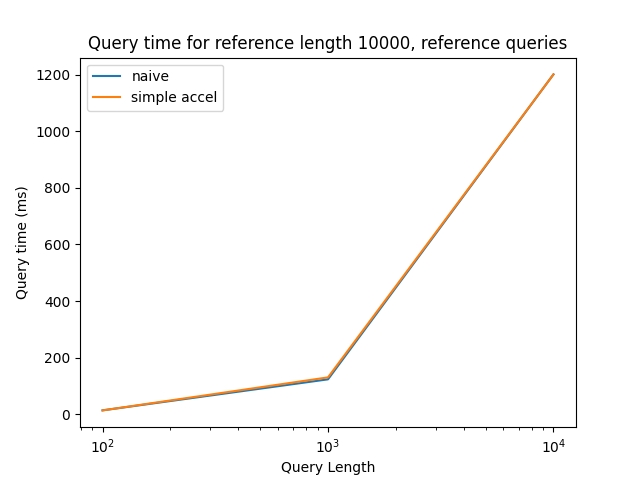 Query time for reference length 10000, reference queries
naive
simple accel
1200
1000
800
600
400
200
0
Query time (ms)
10²
10³
10⁴
Query Length